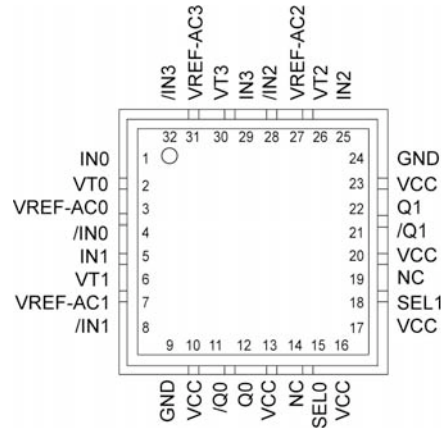 /IN3 VREF-AC3 VT3 IN3 /IN2 VREF-AC2 VT2 IN2
32 31 30 29 28 27 26 25
IN0 1 24 GND
VT0 2 23 VCC
VREF-AC0 3 22 Q1
/IN0 4 21 /Q1
IN1 5 20 VCC
VT1 6 19 NC
VREF-AC1 7 18 SEL1
/IN1 8 17 VCC
9 10 11 12 13 14 15 16
GND VCC /Q0 Q0 VCC NC SEL0 VCC